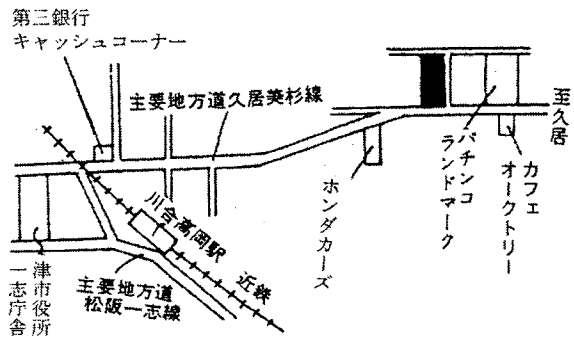 第三銀行
キャッシュコーナー
主要地方道久居美杉線
至久居
カフェ
オークトリー
パチンコ
ランドマーク
ホンダカーズ
川合高岡駅
近鉄
主要地方道
松阪一志線
津市役所
一志庁舎